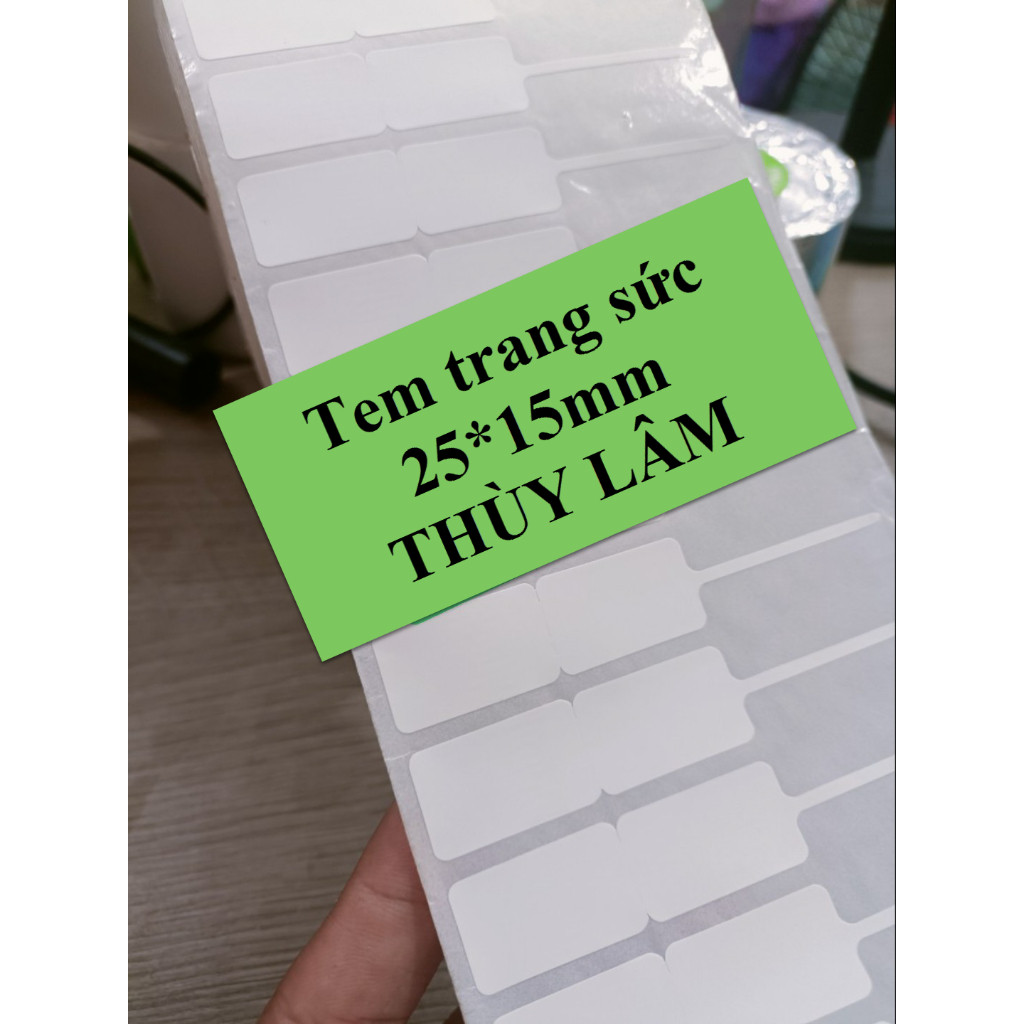 Tem trang sức
25*15mm
THÙY LÂM